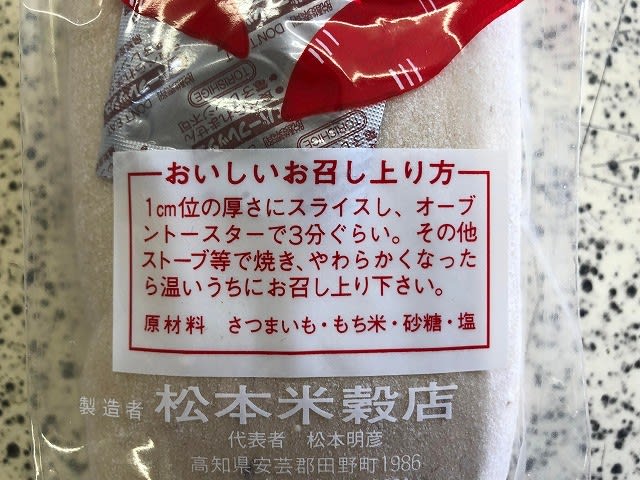 DON'T
TORISHIGE
おいしいお召し上り方
1cm位の厚さにスライスし、オーブ
ントースターで3分ぐらい。その他
ストーブ等で焼き、やわらかくなった
ら温いうちにお召し上り下さい。
原材料 さつまいも・もち米・砂糖・塩
製造者 松本米穀店
代表者 松本明彦
高知県安芸郡田野町1986